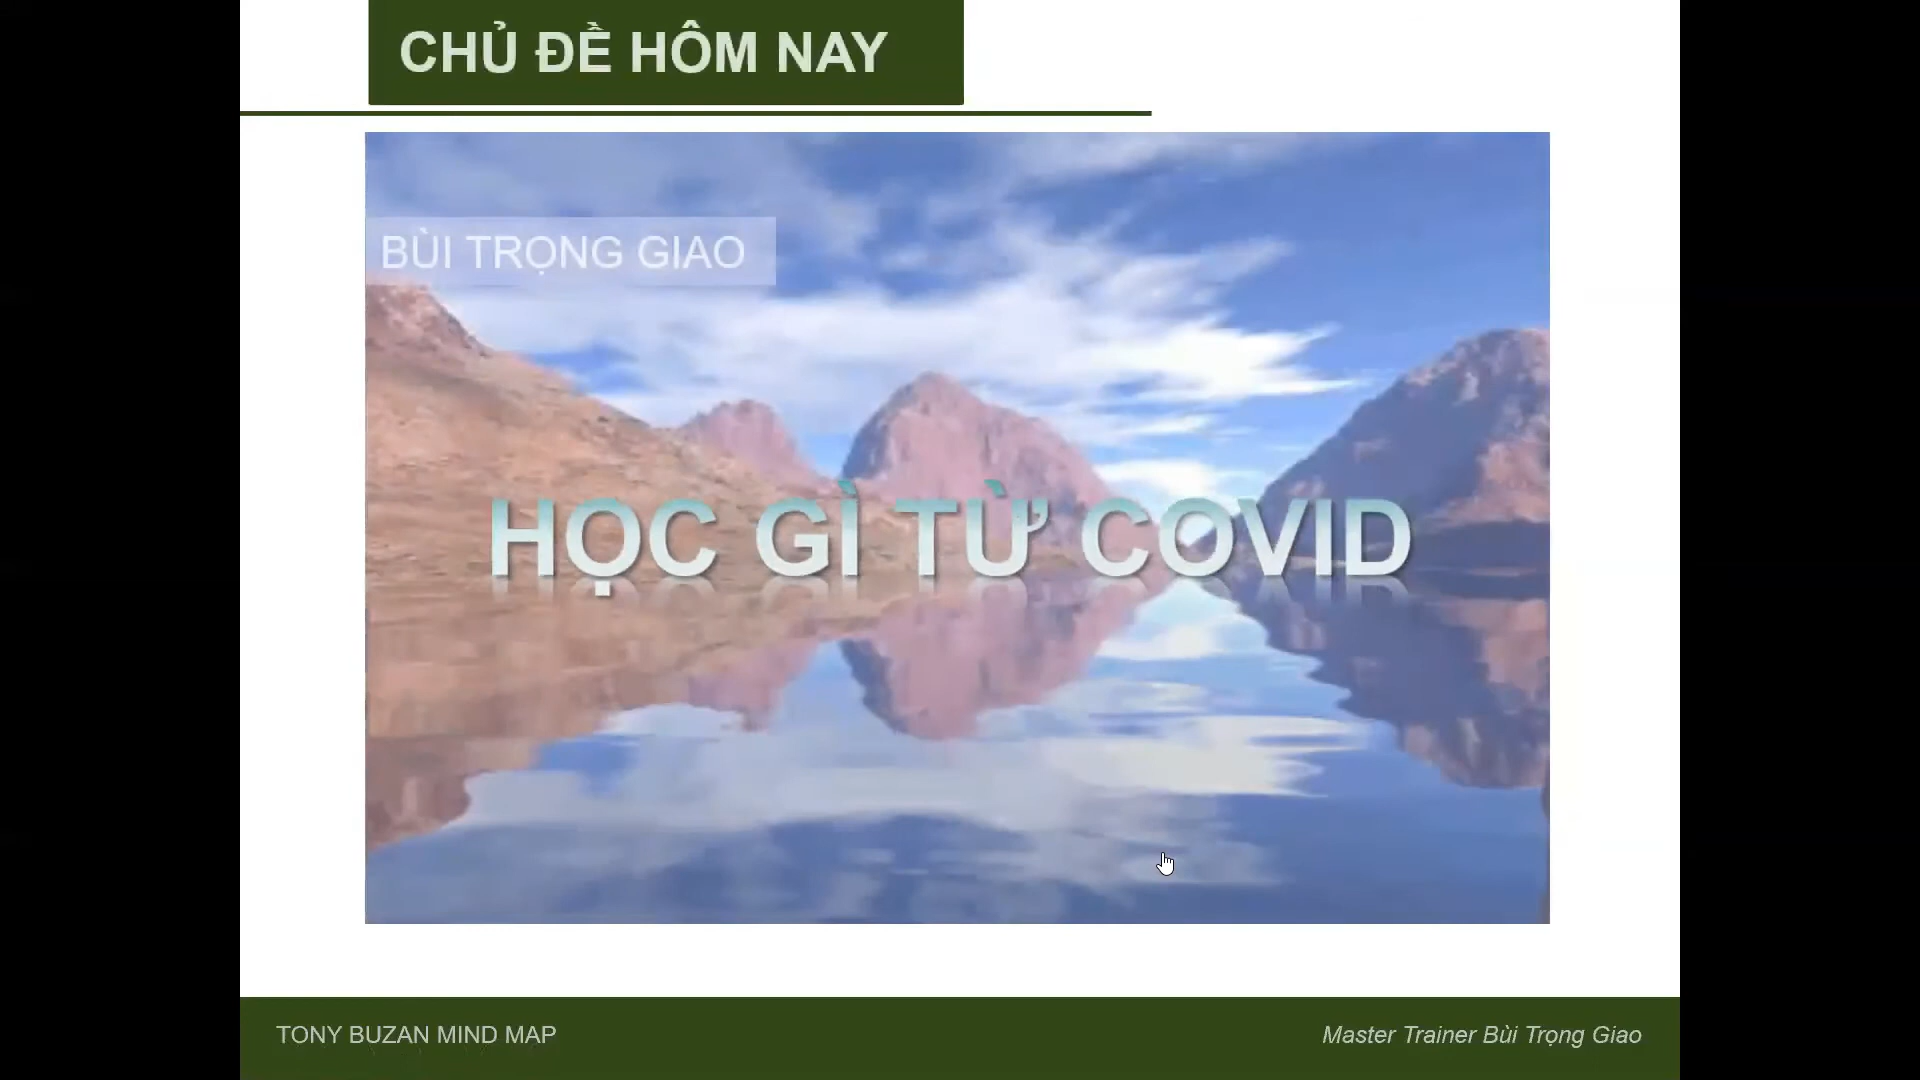 CHỦ ĐỀ HÔM NAY
BÙI TRỌNG GIAO
HỌC GÌ TỪ COVID
TONY BUZAN MIND MAP
Master Trainer Bùi Trọng Giao